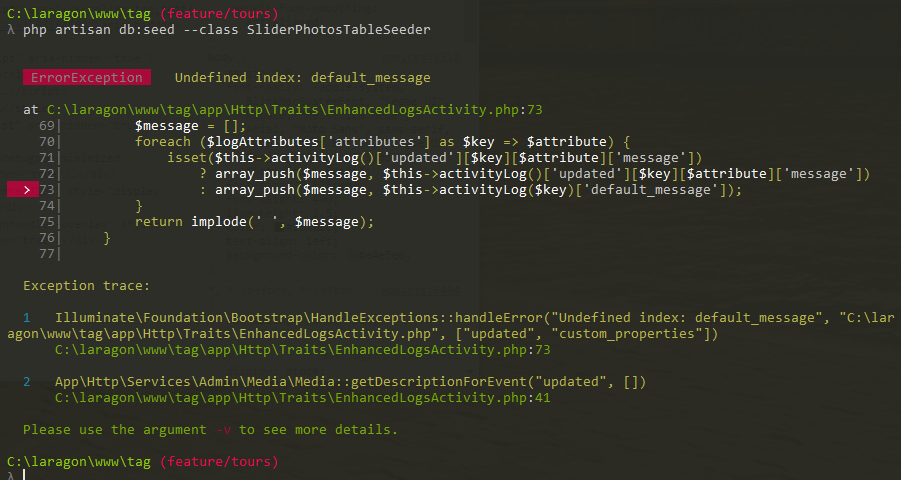 C:\laragon\www\tag (feature/tours)
λ php artisan db:seed --class SliderPhotosTableSeeder
ErrorException   Undefined index: default_message
at C:\laragon\www\tag\app\Http\Traits\EnhancedLogsActivity.php:73
69|         $message = [];
70|         foreach ($logAttributes['attributes'] as $key => $attribute) {
71|             isset($this->activityLog()['updated'][$key][$attribute]['message'])
72|                 ? array_push($message, $this->activityLog()['updated'][$key][$attribute]['message'])
> 73|                 : array_push($message, $this->activityLog($key)['default_message']);
74|         }
75|         return implode(' ', $message);
76|     }
77|
Exception trace:
1   Illuminate\Foundation\Bootstrap\HandleExceptions::handleError("Undefined index: default_message", "C:\lar
agon\www\tag\app\Http\Traits\EnhancedLogsActivity.php", ["updated", "custom_properties"])
C:\laragon\www\tag\app\Http\Traits\EnhancedLogsActivity.php:73
2   App\Http\Services\Admin\Media\Media::getDescriptionForEvent("updated", [])
C:\laragon\www\tag\app\Http\Traits\EnhancedLogsActivity.php:41
Please use the argument -v to see more details.
C:\laragon\www\tag (feature/tours)
λ